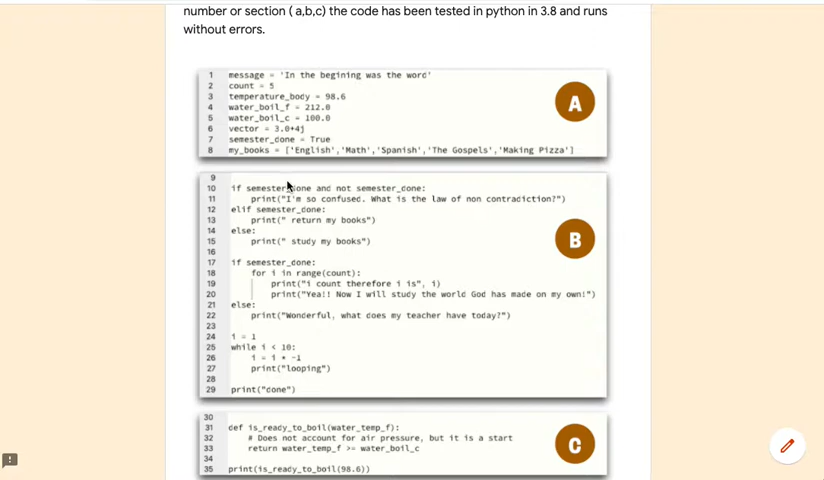 number or section ( a,b,c) the code has been tested in python in 3.8 and runs
without errors.
1 message = 'In the begining was the word'
2 count = 5
3 temperature_body = 98.6
4 water_boil_f = 212.0
5 water_boil_c = 100.0
6 vector = 3.0+4j
7 semester_done = True
8 my_books = ['English','Math','Spanish','The Gospels','Making Pizza']
A
9
10 if semester_done and not semester_done:
11 print("I'm so confused. What is the law of non contradiction?")
12 elif semester_done:
13 print(" return my books")
14 else:
15 print(" study my books")
16
17 if semester_done:
18 for i in range(count):
19 print("i count therefore i is", i)
20 print("Yea!! Now I will study the world God has made on my own!")
21 else:
22 print("Wonderful, what does my teacher have today?")
23
24 i = 1
25 while i < 10:
26 i = i * -1
27 print("looping")
28
29 print("done")
B
30
31 def is_ready_to_boil(water_temp_f):
32 # Does not account for air pressure, but it is a start
33 return water_temp_f >= water_boil_c
34
35 print(is_ready_to_boil(98.6))
C